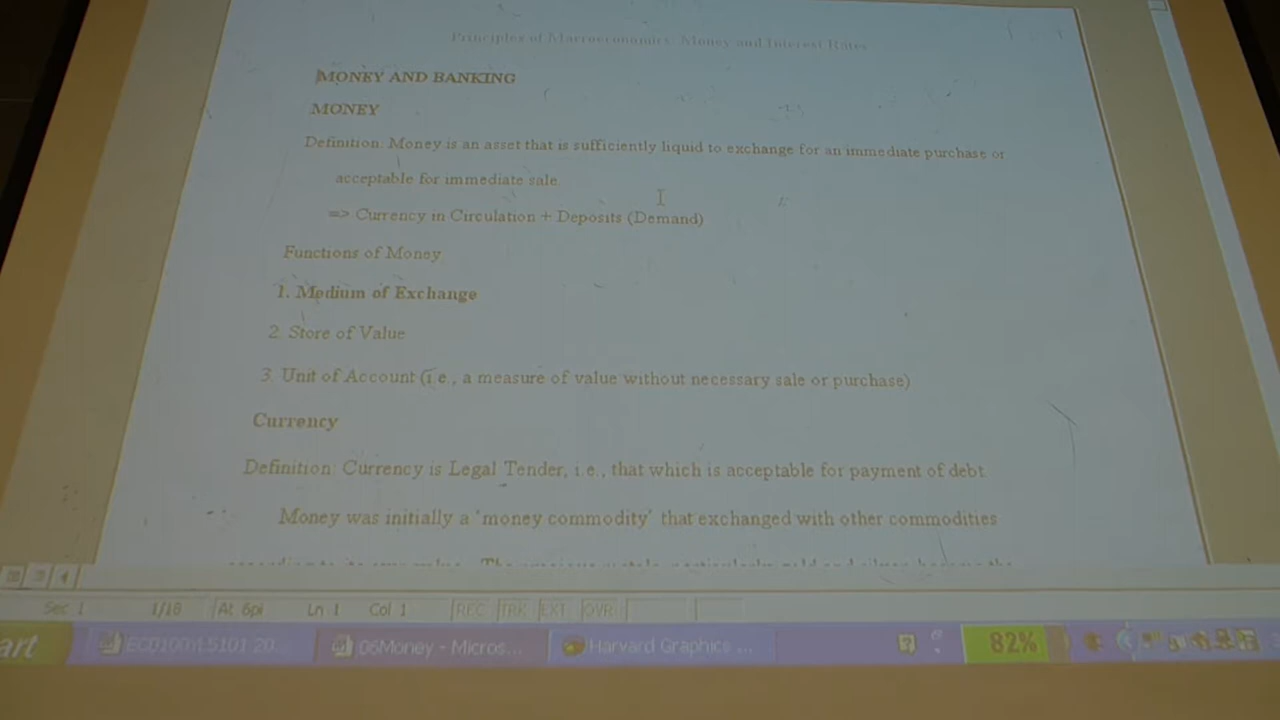 Principles of Macroeconomics: Money and Interest Rates
MONEY AND BANKING
MONEY
Definition: Money is an asset that is sufficiently liquid to exchange for an immediate purchase or
acceptable for immediate sale.
=> Currency in Circulation + Deposits (Demand)
Functions of Money
1. Medium of Exchange
2. Store of Value
3. Unit of Account (i.e., a measure of value without necessary sale or purchase)
Currency
Definition: Currency is Legal Tender, i.e., that which is acceptable for payment of debt.
Money was initially a 'money commodity' that exchanged with other commodities
Sec 1 1/18 At 6pi Ln 1 Col 1 REC TRK EXT OVR
art 06Money - Micros... Harvard Graphics ... 82%